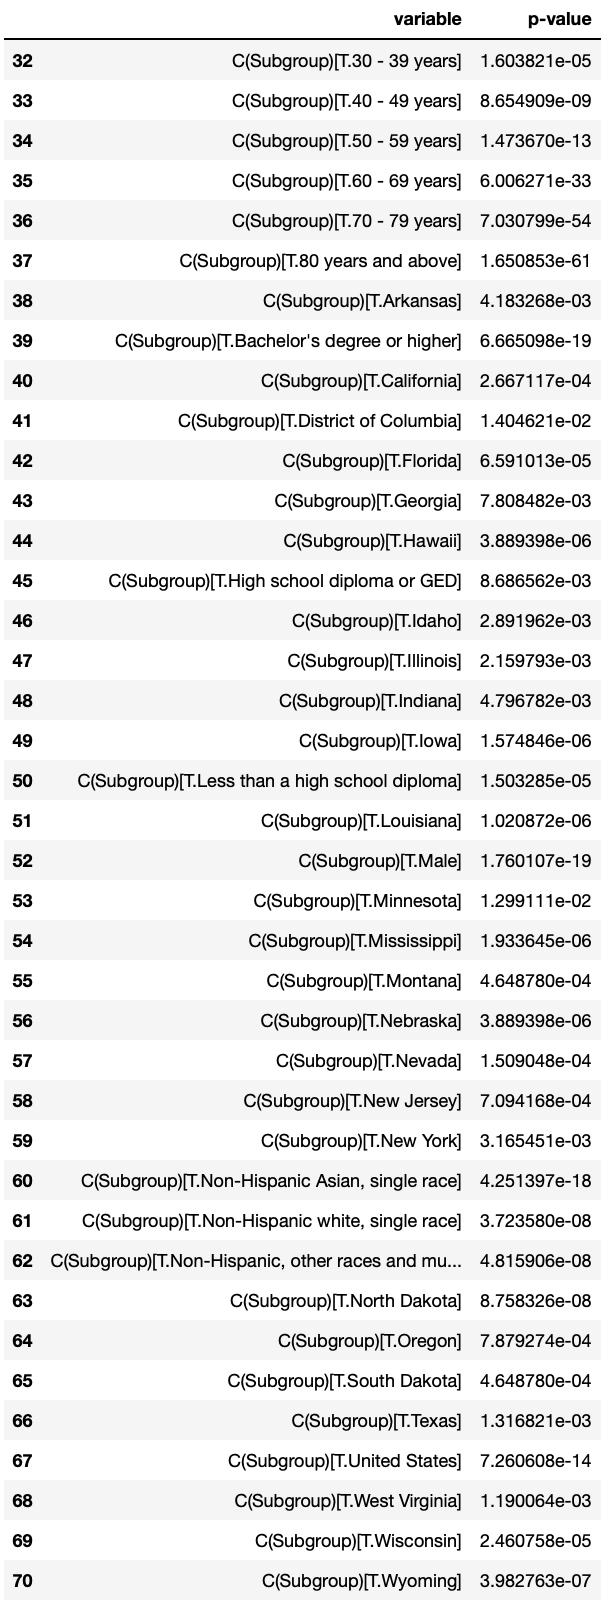 variable p-value
32 C(Subgroup)[T.30 - 39 years] 1.603821e-05
33 C(Subgroup)[T.40 - 49 years] 8.654909e-09
34 C(Subgroup)[T.50 - 59 years] 1.473670e-13
35 C(Subgroup)[T.60 - 69 years] 6.006271e-33
36 C(Subgroup)[T.70 - 79 years] 7.030799e-54
37 C(Subgroup)[T.80 years and above] 1.650853e-61
38 C(Subgroup)[T.Arkansas] 4.183268e-03
39 C(Subgroup)[T.Bachelor's degree or higher] 6.665098e-19
40 C(Subgroup)[T.California] 2.667117e-04
41 C(Subgroup)[T.District of Columbia] 1.404621e-02
42 C(Subgroup)[T.Florida] 6.591013e-05
43 C(Subgroup)[T.Georgia] 7.808482e-03
44 C(Subgroup)[T.Hawaii] 3.889398e-06
45 C(Subgroup)[T.High school diploma or GED] 8.686562e-03
46 C(Subgroup)[T.Idaho] 2.891962e-03
47 C(Subgroup)[T.Illinois] 2.159793e-03
48 C(Subgroup)[T.Indiana] 4.796782e-03
49 C(Subgroup)[T.Iowa] 1.574846e-06
50 C(Subgroup)[T.Less than a high school diploma] 1.503285e-05
51 C(Subgroup)[T.Louisiana] 1.020872e-06
52 C(Subgroup)[T.Male] 1.760107e-19
53 C(Subgroup)[T.Minnesota] 1.299111e-02
54 C(Subgroup)[T.Mississippi] 1.933645e-06
55 C(Subgroup)[T.Montana] 4.648780e-04
56 C(Subgroup)[T.Nebraska] 3.889398e-06
57 C(Subgroup)[T.Nevada] 1.509048e-04
58 C(Subgroup)[T.New Jersey] 7.094168e-04
59 C(Subgroup)[T.New York] 3.165451e-03
60 C(Subgroup)[T.Non-Hispanic Asian, single race] 4.251397e-18
61 C(Subgroup)[T.Non-Hispanic white, single race] 3.723580e-08
62 C(Subgroup)[T.Non-Hispanic, other races and mu... 4.815906e-08
63 C(Subgroup)[T.North Dakota] 8.758326e-08
64 C(Subgroup)[T.Oregon] 7.879274e-04
65 C(Subgroup)[T.South Dakota] 4.648780e-04
66 C(Subgroup)[T.Texas] 1.316821e-03
67 C(Subgroup)[T.United States] 7.260608e-14
68 C(Subgroup)[T.West Virginia] 1.190064e-03
69 C(Subgroup)[T.Wisconsin] 2.460758e-05
70 C(Subgroup)[T.Wyoming] 3.982763e-07